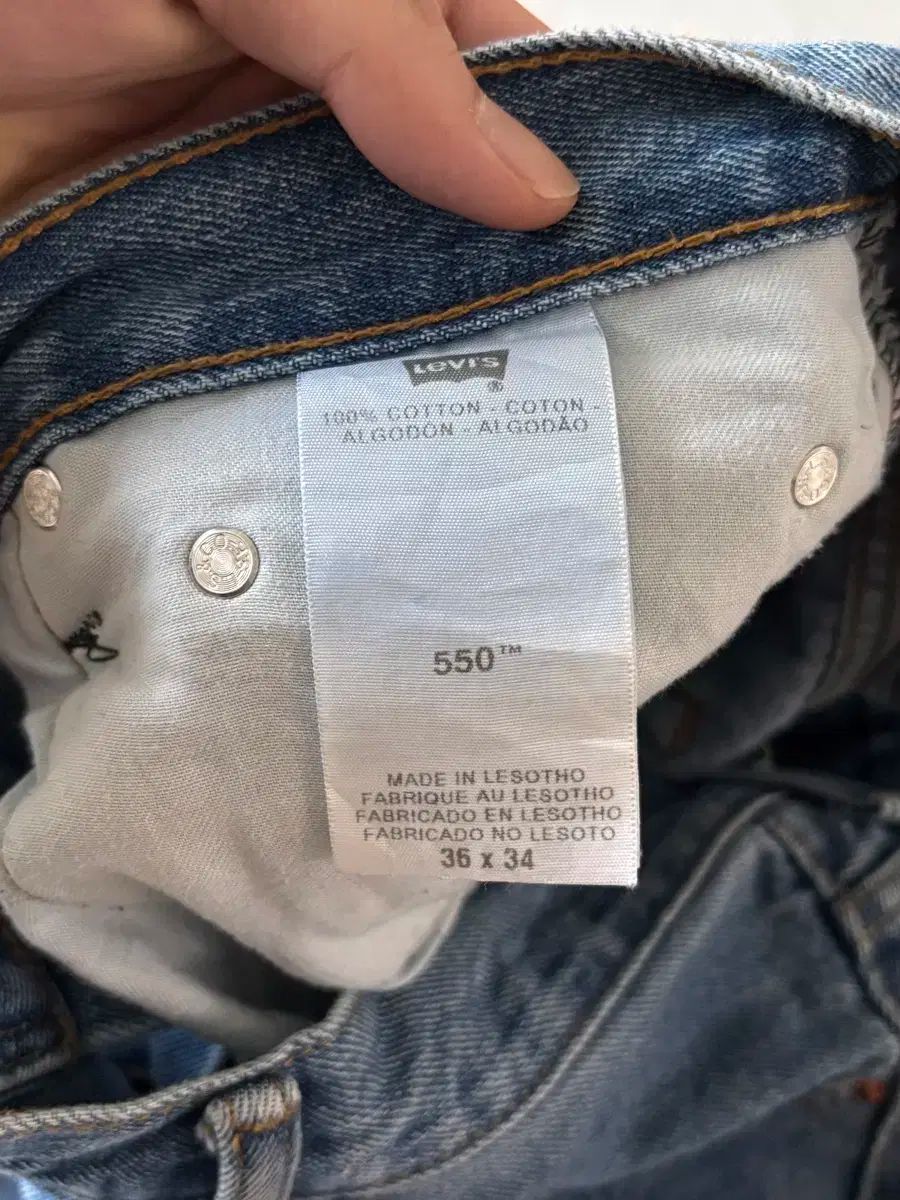 Levi's
®
100% COTTON - COTON -
ALGODON - ALGODÃO
550™
MADE IN LESOTHO
FABRIQUE AU LESOTHO
FABRICADO EN LESOTHO
FABRICADO NO LESOTO
36 x 34